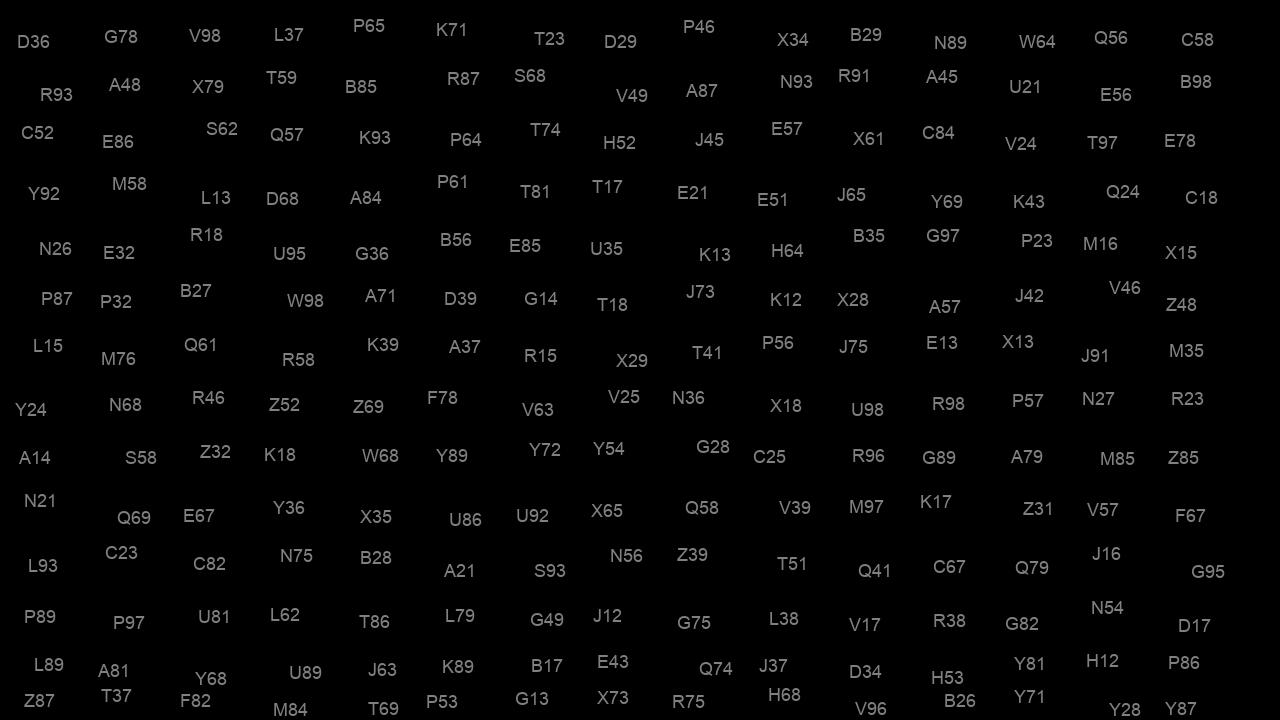 D36 G78 V98 L37 P65 K71 T23 D29 P46 X34 B29 N89 W64 Q56 C58
R93 A48 X79 T59 B85 R87 S68 V49 A87 N93 R91 A45 U21 E56 B98
C52 E86 S62 Q57 K93 P64 T74 H52 J45 E57 X61 C84 V24 T97 E78
Y92 M58 L13 D68 A84 P61 T81 T17 E21 E51 J65 Y69 K43 Q24 C18
N26 E32 R18 U95 G36 B56 E85 U35 K13 H64 B35 G97 P23 M16 X15
P87 P32 B27 W98 A71 D39 G14 T18 J73 K12 X28 A57 J42 V46 Z48
L15 M76 Q61 R58 K39 A37 R15 X29 T41 P56 J75 E13 X13 J91 M35
Y24 N68 R46 Z52 Z69 F78 V63 V25 N36 X18 U98 R98 P57 N27 R23
A14 S58 Z32 K18 W68 Y89 Y72 Y54 G28 C25 R96 G89 A79 M85 Z85
N21 Q69 E67 Y36 X35 U86 U92 X65 Q58 V39 M97 K17 Z31 V57 F67
L93 C23 C82 N75 B28 A21 S93 N56 Z39 T51 Q41 C67 Q79 J16 G95
P89 P97 U81 L62 T86 L79 G49 J12 G75 L38 V17 R38 G82 N54 D17
L89 A81 Y68 U89 J63 K89 B17 E43 Q74 J37 D34 H53 Y81 H12 P86
Z87 T37 F82 M84 T69 P53 G13 X73 R75 H68 V96 B26 Y71 Y28 Y87